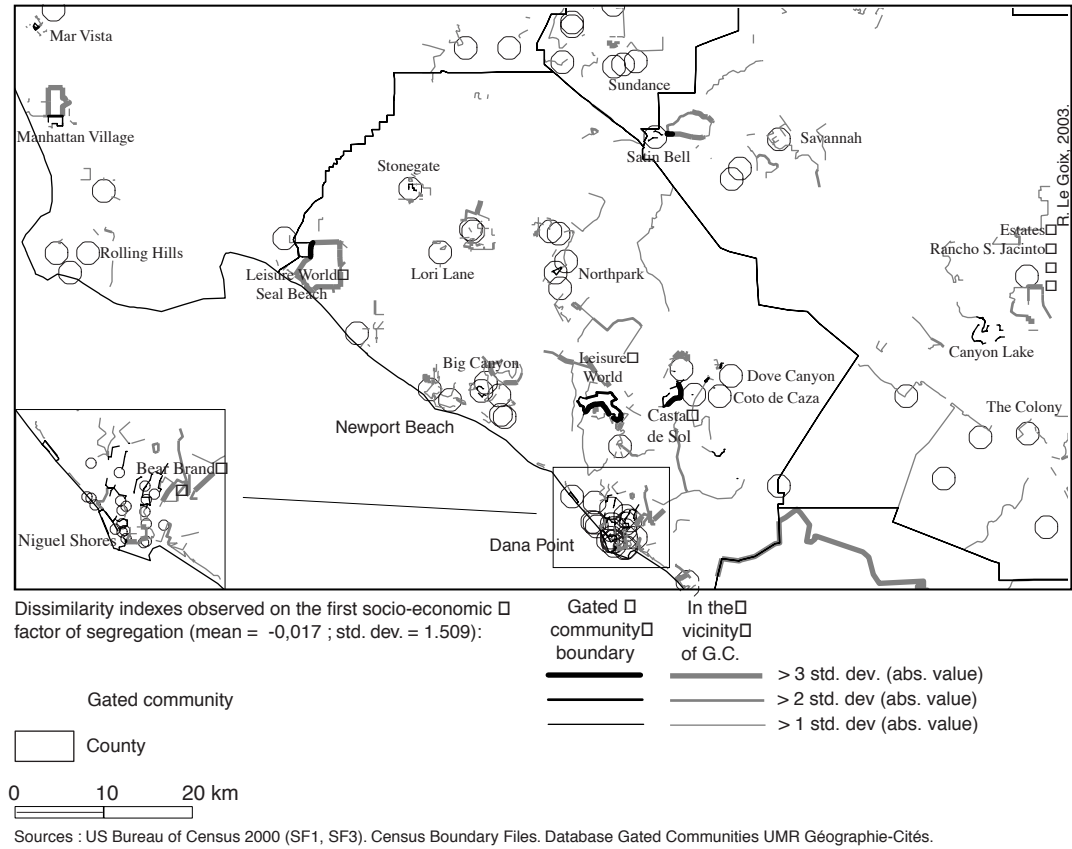 Mar Vista
Sundance
Manhattan Village
Satin Bell
Savannah
Stonegate
R. Le Goix, 2003.
Estates□
Rancho S. Jacinto□
□
□
Rolling Hills
Lori Lane
Northpark
Leisure World□
Seal Beach
Canyon Lake
Big Canyon
Leisure□
World
Dove Canyon
Coto de Caza
The Colony
Casta□
de Sol
Newport Beach
Bear Brand□
Niguel Shores
Dana Point
Dissimilarity indexes observed on the first socio-economic □
factor of segregation (mean = -0,017 ; std. dev. = 1.509):
Gated □
community□
boundary
In the□
vicinity□
of G.C.
> 3 std. dev. (abs. value)
> 2 std. dev. (abs. value)
> 1 std. dev (abs. value)
Gated community
County
0 10 20 km
Sources : US Bureau of Census 2000 (SF1, SF3). Census Boundary Files. Database Gated Communities UMR Géographie-Cités.